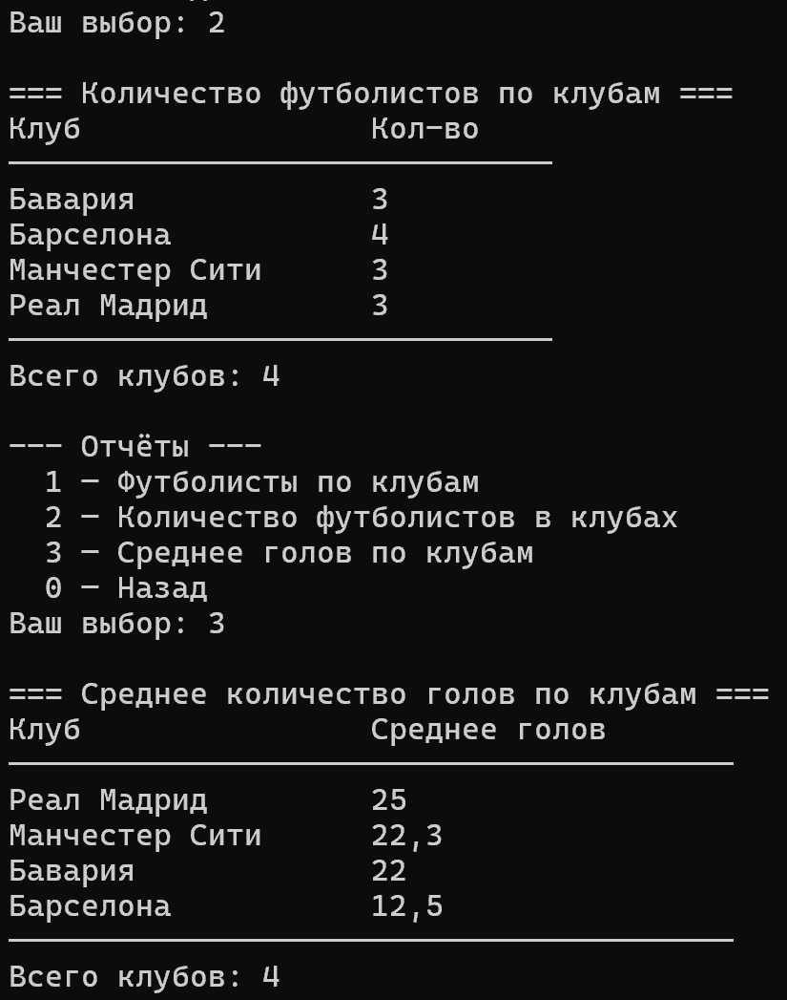 Ваш выбор: 2
=== Количество футболистов по клубам ===
Клуб Кол-во
Бавария 3
Барселона 4
Манчестер Сити 3
Реал Мадрид 3
Всего клубов: 4
--- Отчёты ---
1 - Футболисты по клубам
2 - Количество футболистов в клубах
3 - Среднее голов по клубам
0 - Назад
Ваш выбор: 3
=== Среднее количество голов по клубам ===
Клуб Среднее голов
Реал Мадрид 25
Манчестер Сити 22,3
Бавария 22
Барселона 12,5
Всего клубов: 4